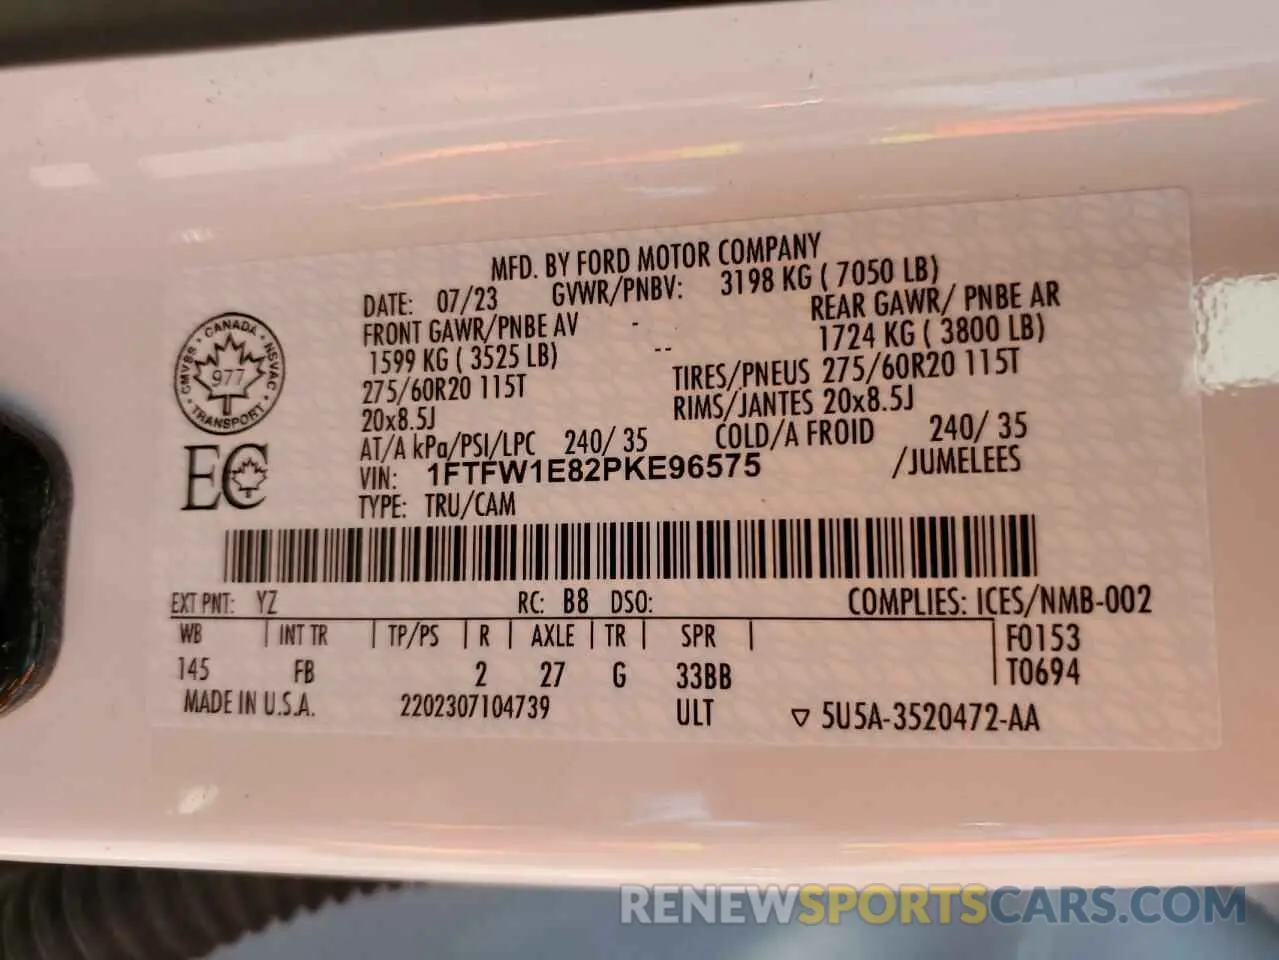 MFD. BY FORD MOTOR COMPANY
DATE: 07/23 GVWR/PNBV: 3198 KG ( 7050 LB)
FRONT GAWR/PNBE AV - REAR GAWR/ PNBE AR
1599 KG ( 3525 LB) -- 1724 KG ( 3800 LB)
275/60R20 115T TIRES/PNEUS 275/60R20 115T
20x8.5J RIMS/JANTES 20x8.5J
AT/A kPa/PSI/LPC 240/ 35 COLD/A FROID 240/ 35
VIN: 1FTFW1E82PKE96575 /JUMELEES
TYPE: TRU/CAM
CANADA
CMVSS NSVAC
977
TRANSPORT
EC
EXT PNT: YZ RC: B8 DSO: COMPLIES: ICES/NMB-002
WB | INT TR | TP/PS | R | AXLE | TR | SPR | F0153
145 FB 2 27 G 33BB T0694
MADE IN U.S.A. 2202307104739 ULT ▽ 5U5A-3520472-AA
RENEWSPORTSCARS.COM